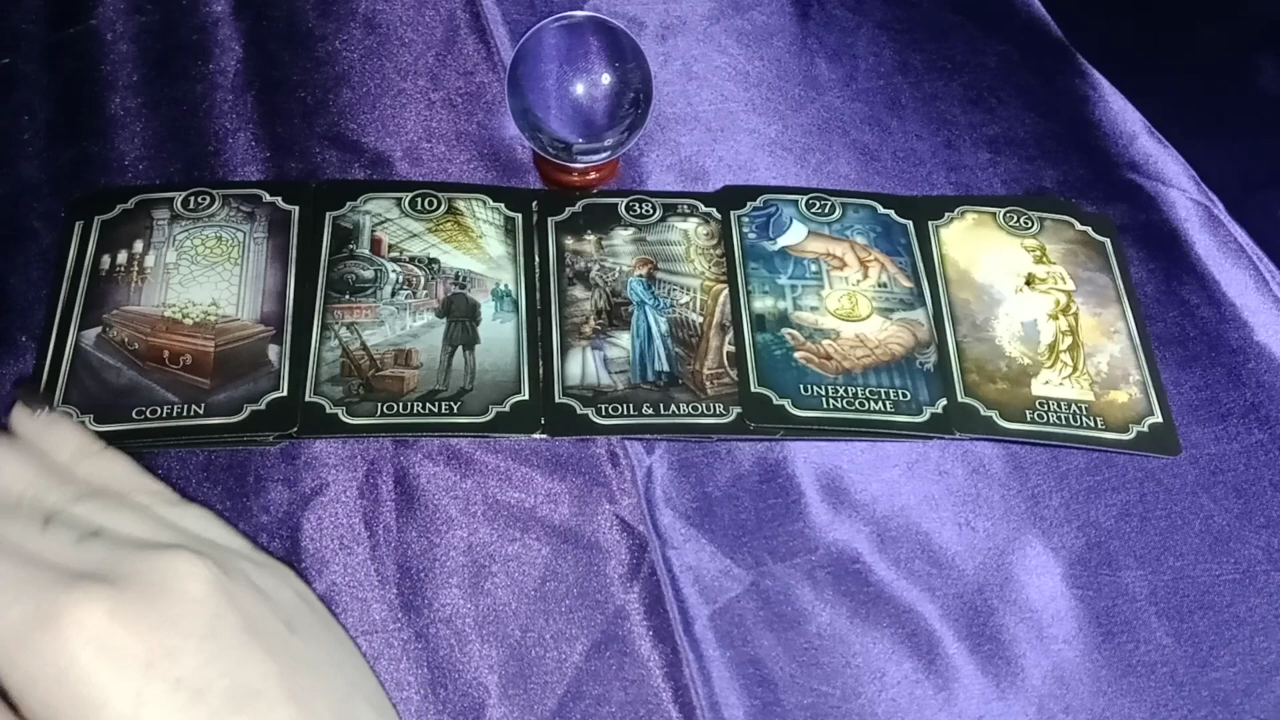 19
COFFIN
10
JOURNEY
38
TOIL & LABOUR
27
UNEXPECTED
INCOME
26
GREAT
FORTUNE